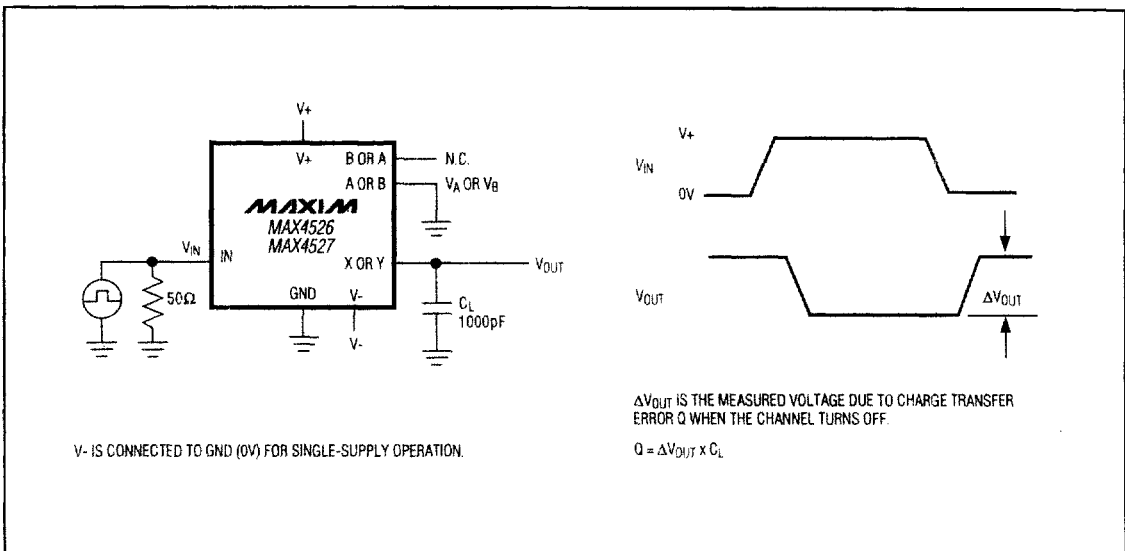 V+
V+
B OR A
N.C.
A OR B
VA OR VB
MAXIM
MAX4526
MAX4527
VIN
IN
X OR Y
VOUT
50Ω
GND
V-
V-
CL
1000pF
V- IS CONNECTED TO GND (0V) FOR SINGLE-SUPPLY OPERATION.
V+
VIN
0V
VOUT
ΔVOUT
ΔVOUT IS THE MEASURED VOLTAGE DUE TO CHARGE TRANSFER
ERROR Q WHEN THE CHANNEL TURNS OFF.
Q = ΔVOUT x CL